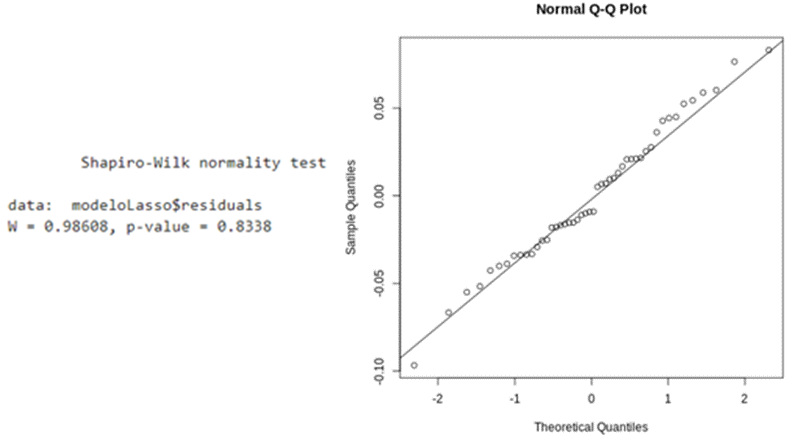 Shapiro-Wilk normality test
data: modeloLasso$residuals
W = 0.98608, p-value = 0.8338
Normal Q-Q Plot
Sample Quantiles
0.05
0.00
-0.05
-0.10
-2 -1 0 1 2
Theoretical Quantiles